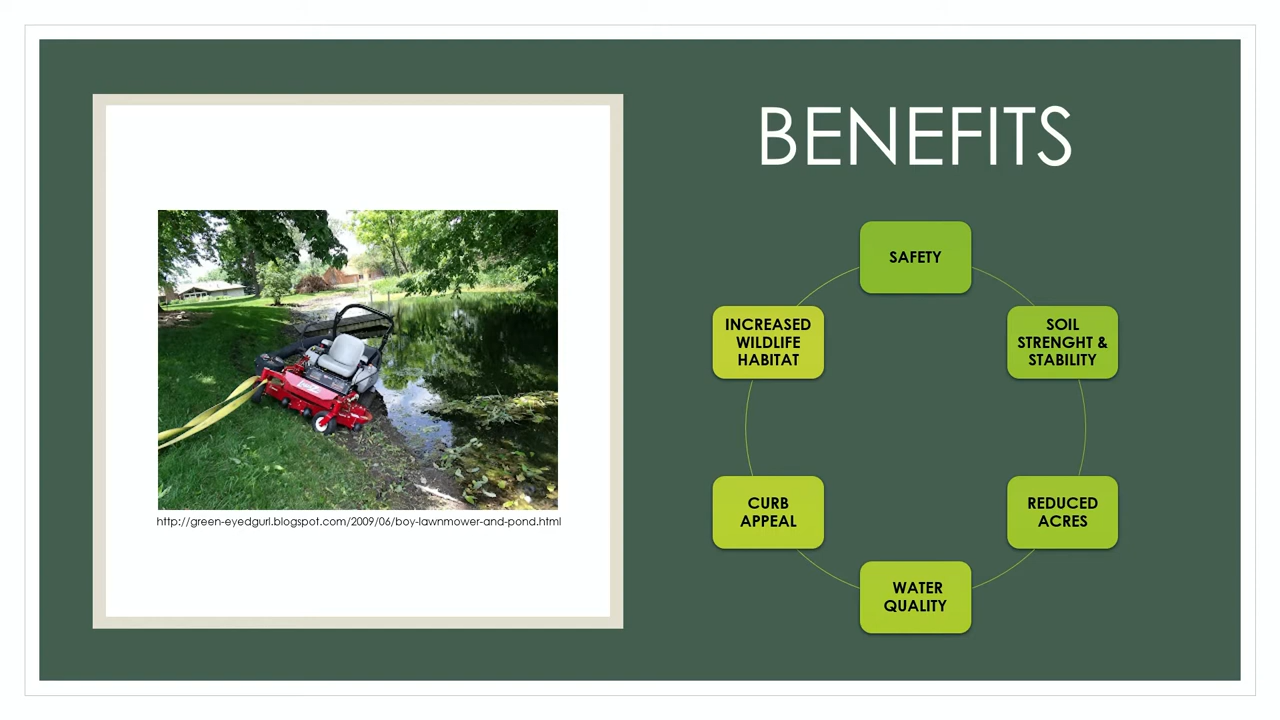 BENEFITS
SAFETY
SOIL
STRENGHT &
STABILITY
REDUCED
ACRES
WATER
QUALITY
CURB
APPEAL
INCREASED
WILDLIFE
HABITAT
http://green-eyedgurl.blogspot.com/2009/06/boy-lawnmower-and-pond.html